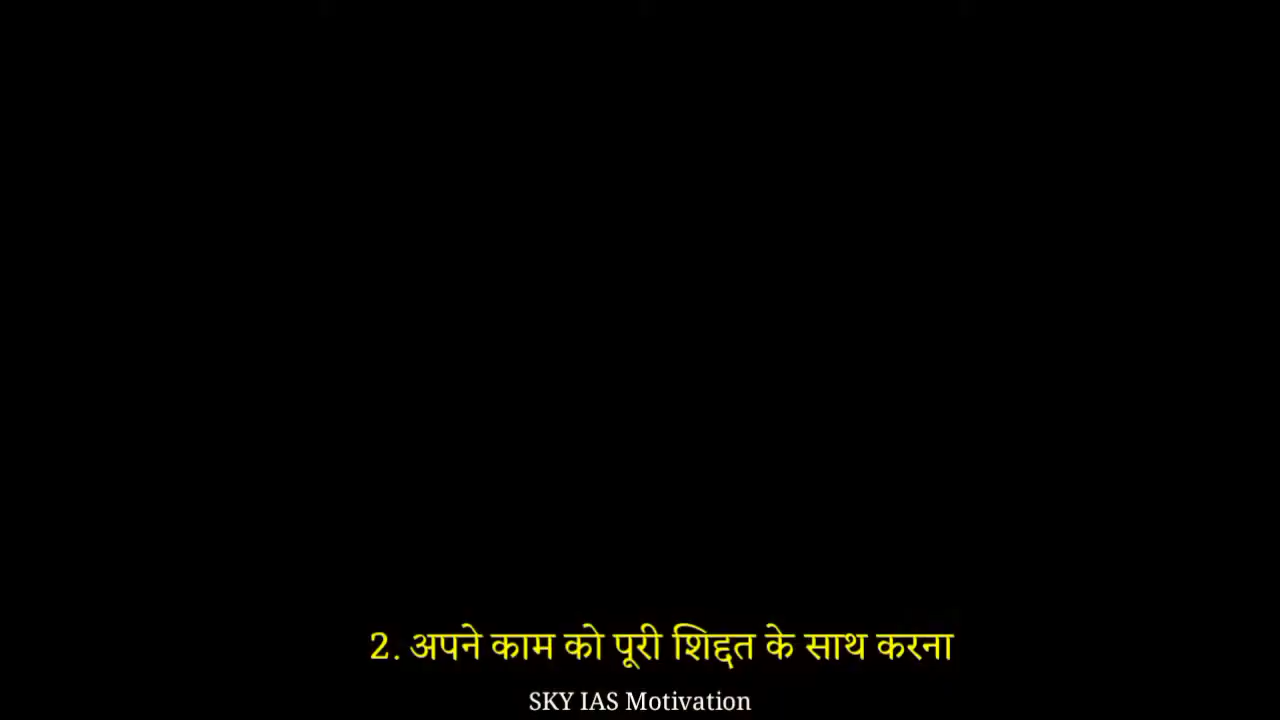 2. अपने काम को पूरी शिद्दत के साथ करना
SKY IAS Motivation